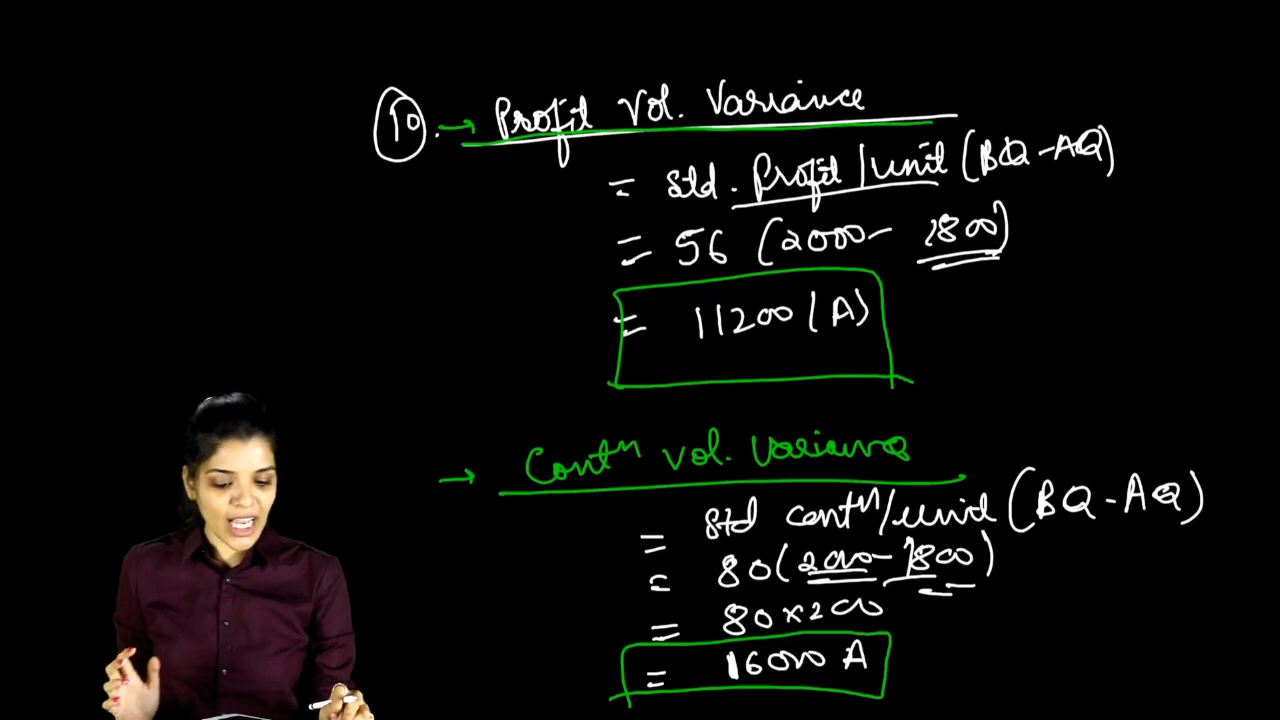 10. → Profit Vol. Variance
= Std. Profit/unit (BQ - AQ)
= 56 (2000 - 1800)
= 11200 (A)
→ Contⁿ vol. Variance
= Std contⁿ/unit (BQ - AQ)
= 80 (2000 - 1800)
= 80 x 200
= 16000 A